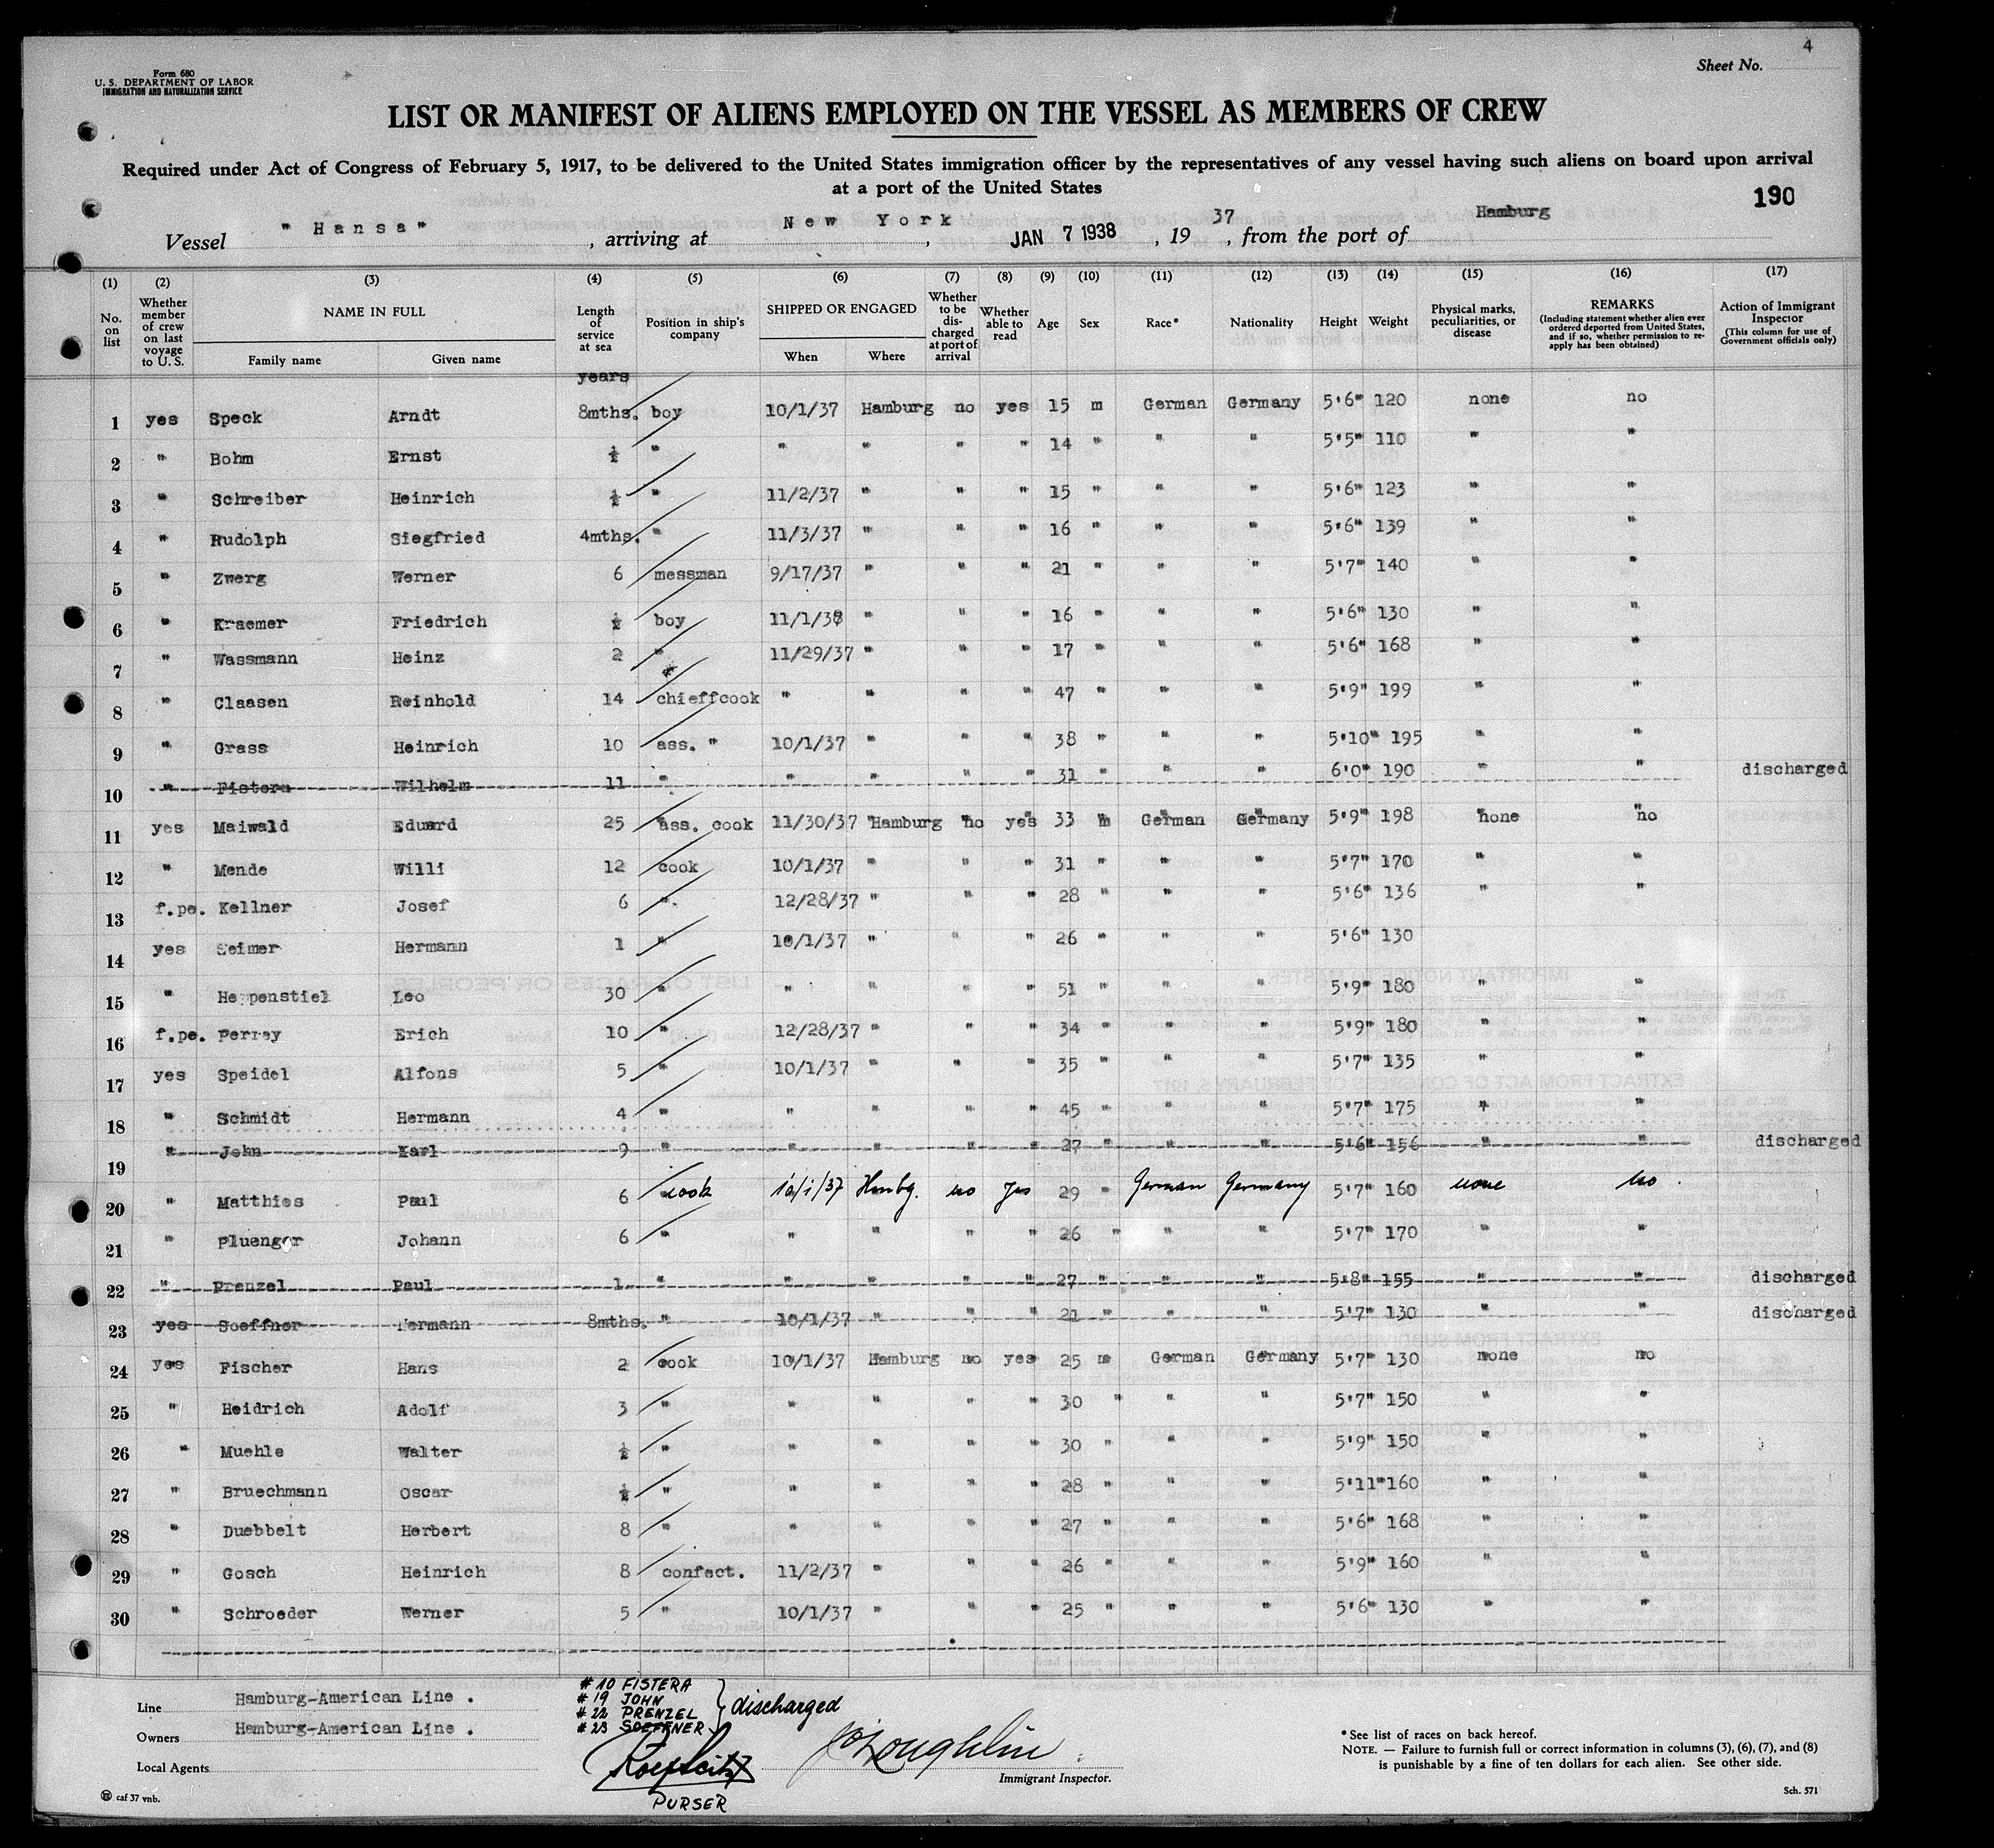 4
Form 680
U. S. DEPARTMENT OF LABOR
IMMIGRATION AND NATURALIZATION SERVICE
Sheet No.
LIST OR MANIFEST OF ALIENS EMPLOYED ON THE VESSEL AS MEMBERS OF CREW
Required under Act of Congress of February 5, 1917, to be delivered to the United States immigration officer by the representatives of any vessel having such aliens on board upon arrival
at a port of the United States
190
Vessel "Hansa", arriving at New York, JAN 7 1938, 1937, from the port of Hamburg
(1) (2) (3) (4) (5) (6) (7) (8) (9) (10) (11) (12) (13) (14) (15) (16) (17)
No. on list
Whether member of crew on last voyage to U. S.
NAME IN FULL
Family name
Given name
Length of service at sea
Position in ship's company
SHIPPED OR ENGAGED
When
Where
Whether to be discharged at port of arrival
Whether able to read
Age
Sex
Race*
Nationality
Height
Weight
Physical marks, peculiarities, or disease
REMARKS
(Including statement whether alien ever ordered deported from United States, and if so, whether permission to re-apply has been obtained)
Action of Immigrant Inspector
(This column for use of Government officials only)
years
1 yes Speck Arndt 8mths. boy 10/1/37 Hamburg no yes 15 m German Germany 5'6" 120 none no
2 " Bohm Ernst ½ " " " " " 14 " " " 5'5" 110 " "
3 " Schreiber Heinrich ½ " 11/2/37 " " " 15 " " " 5'6" 123 " "
4 " Rudolph Siegfried 4mths. " 11/3/37 " " " 16 " " " 5'6" 139 " "
5 " Zwerg Werner 6 messman 9/17/37 " " " 21 " " " 5'7" 140 " "
6 " Kraemer Friedrich ½ boy 11/1/38 " " " 16 " " " 5'6" 130 " "
7 " Wassmann Heinz 2 " 11/29/37 " " " 17 " " " 5'6" 168 " "
8 " Claasen Reinhold 14 chieffcook " " " " 47 " " " 5'9" 199 " "
9 " Grass Heinrich 10 ass. " 10/1/37 " " " 38 " " " 5'10" 195 " "
10 " Fistera Wilhelm 11 " " " " " 31 " " " 6'0" 190 " " discharged
11 yes Maiwald Eduard 25 ass. cook 11/30/37 Hamburg no yes 33 m German Germany 5'9" 198 none no
12 " Mende Willi 12 cook 10/1/37 " " " 31 " " " 5'7" 170 " "
13 f.pe. Kellner Josef 6 " 12/28/37 " " " 28 " " " 5'6" 136 " "
14 yes Seimer Hermann 1 " 10/1/37 " " " 26 " " " 5'6" 130
15 " Heppenstiel Leo 30 " " " " " 51 " " " 5'9" 180 " "
16 f.pe. Perrey Erich 10 " 12/28/37 " " " 34 " " " 5'9" 180 " "
17 yes Speidel Alfons 5 " 10/1/37 " " " 35 " " " 5'7" 135 " "
18 " Schmidt Hermann 4 " " " " " 45 " " " 5'7" 175 " "
19 " John Karl 9 " " " " " 27 " " " 5'6" 156 " " discharged
20 " Matthies Paul 6 cook 10/1/37 Hmbg. no yes 29 " German Germany 5'7" 160 none no.
21 " Pluenger Johann 6 " " " " " 26 " " " 5'7" 170 " "
22 " Prenzel Paul 1 " " " " " 27 " " " 5'8" 155 " " discharged
23 yes Soeffner Hermann 8mths. " 10/1/37 " " " 21 " " " 5'7" 130 " " discharged
24 yes Fischer Hans 2 cook 10/1/37 Hamburg no yes 25 m German Germany 5'7" 130 none no
25 " Heidrich Adolf 3 " " " " " 30 " " " 5'7" 150 " "
26 " Muehle Walter ½ " " " " " 30 " " " 5'9" 150 " "
27 " Bruechmann Oscar ½ " " " " " 28 " " " 5'11" 160 " "
28 " Duebbelt Herbert 8 " " " " " 27 " " " 5'6" 168 " "
29 " Gosch Heinrich 8 confect. 11/2/37 " " " 26 " " " 5'9" 160 " "
30 " Schroeder Werner 5 " 10/1/37 " " " 25 " " " 5'6" 130 " "
Line Hamburg-American Line .
Owners Hamburg-American Line .
Local Agents
# 10 FISTERA
# 19 JOHN
# 22 PRENZEL
# 23 SOEFFNER
discharged
PURSER
J O'Loughlin
Immigrant Inspector.
* See list of races on back hereof.
NOTE. — Failure to furnish full or correct information in columns (3), (6), (7), and (8)
is punishable by a fine of ten dollars for each alien. See other side.
caf 37 vnb.
Sch. 571